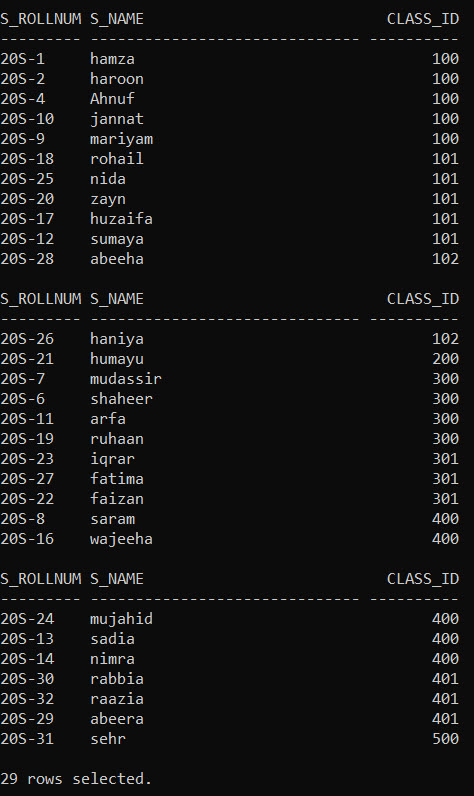 S_ROLLNUM S_NAME                         CLASS_ID
--------- ------------------------------ ----------
20S-1     hamza                                 100
20S-2     haroon                                100
20S-4     Ahnuf                                 100
20S-10    jannat                                100
20S-9     mariyam                               100
20S-18    rohail                                101
20S-25    nida                                  101
20S-20    zayn                                  101
20S-17    huzaifa                               101
20S-12    sumaya                                101
20S-28    abeeha                                102

S_ROLLNUM S_NAME                         CLASS_ID
--------- ------------------------------ ----------
20S-26    haniya                                102
20S-21    humayu                                200
20S-7     mudassir                              300
20S-6     shaheer                               300
20S-11    arfa                                  300
20S-19    ruhaan                                300
20S-23    iqrar                                 301
20S-27    fatima                                301
20S-22    faizan                                301
20S-8     saram                                 400
20S-16    wajeeha                               400

S_ROLLNUM S_NAME                         CLASS_ID
--------- ------------------------------ ----------
20S-24    mujahid                               400
20S-13    sadia                                 400
20S-14    nimra                                 400
20S-30    rabbia                                401
20S-32    raazia                                401
20S-29    abeera                                401
20S-31    sehr                                  500

29 rows selected.